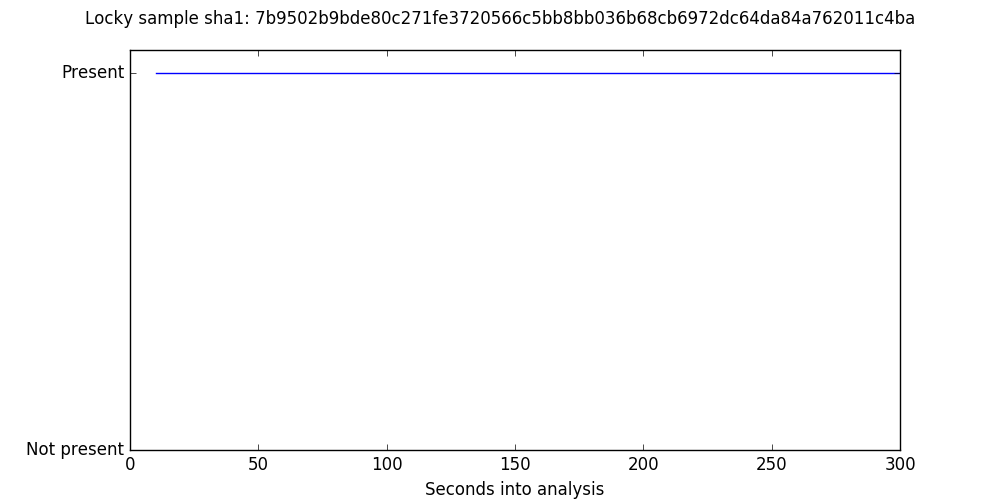 Locky sample sha1: 7b9502b9bde80c271fe3720566c5bb8bb036b68cb6972dc64da84a762011c4ba
Present
Not present
0 50 100 150 200 250 300
Seconds into analysis